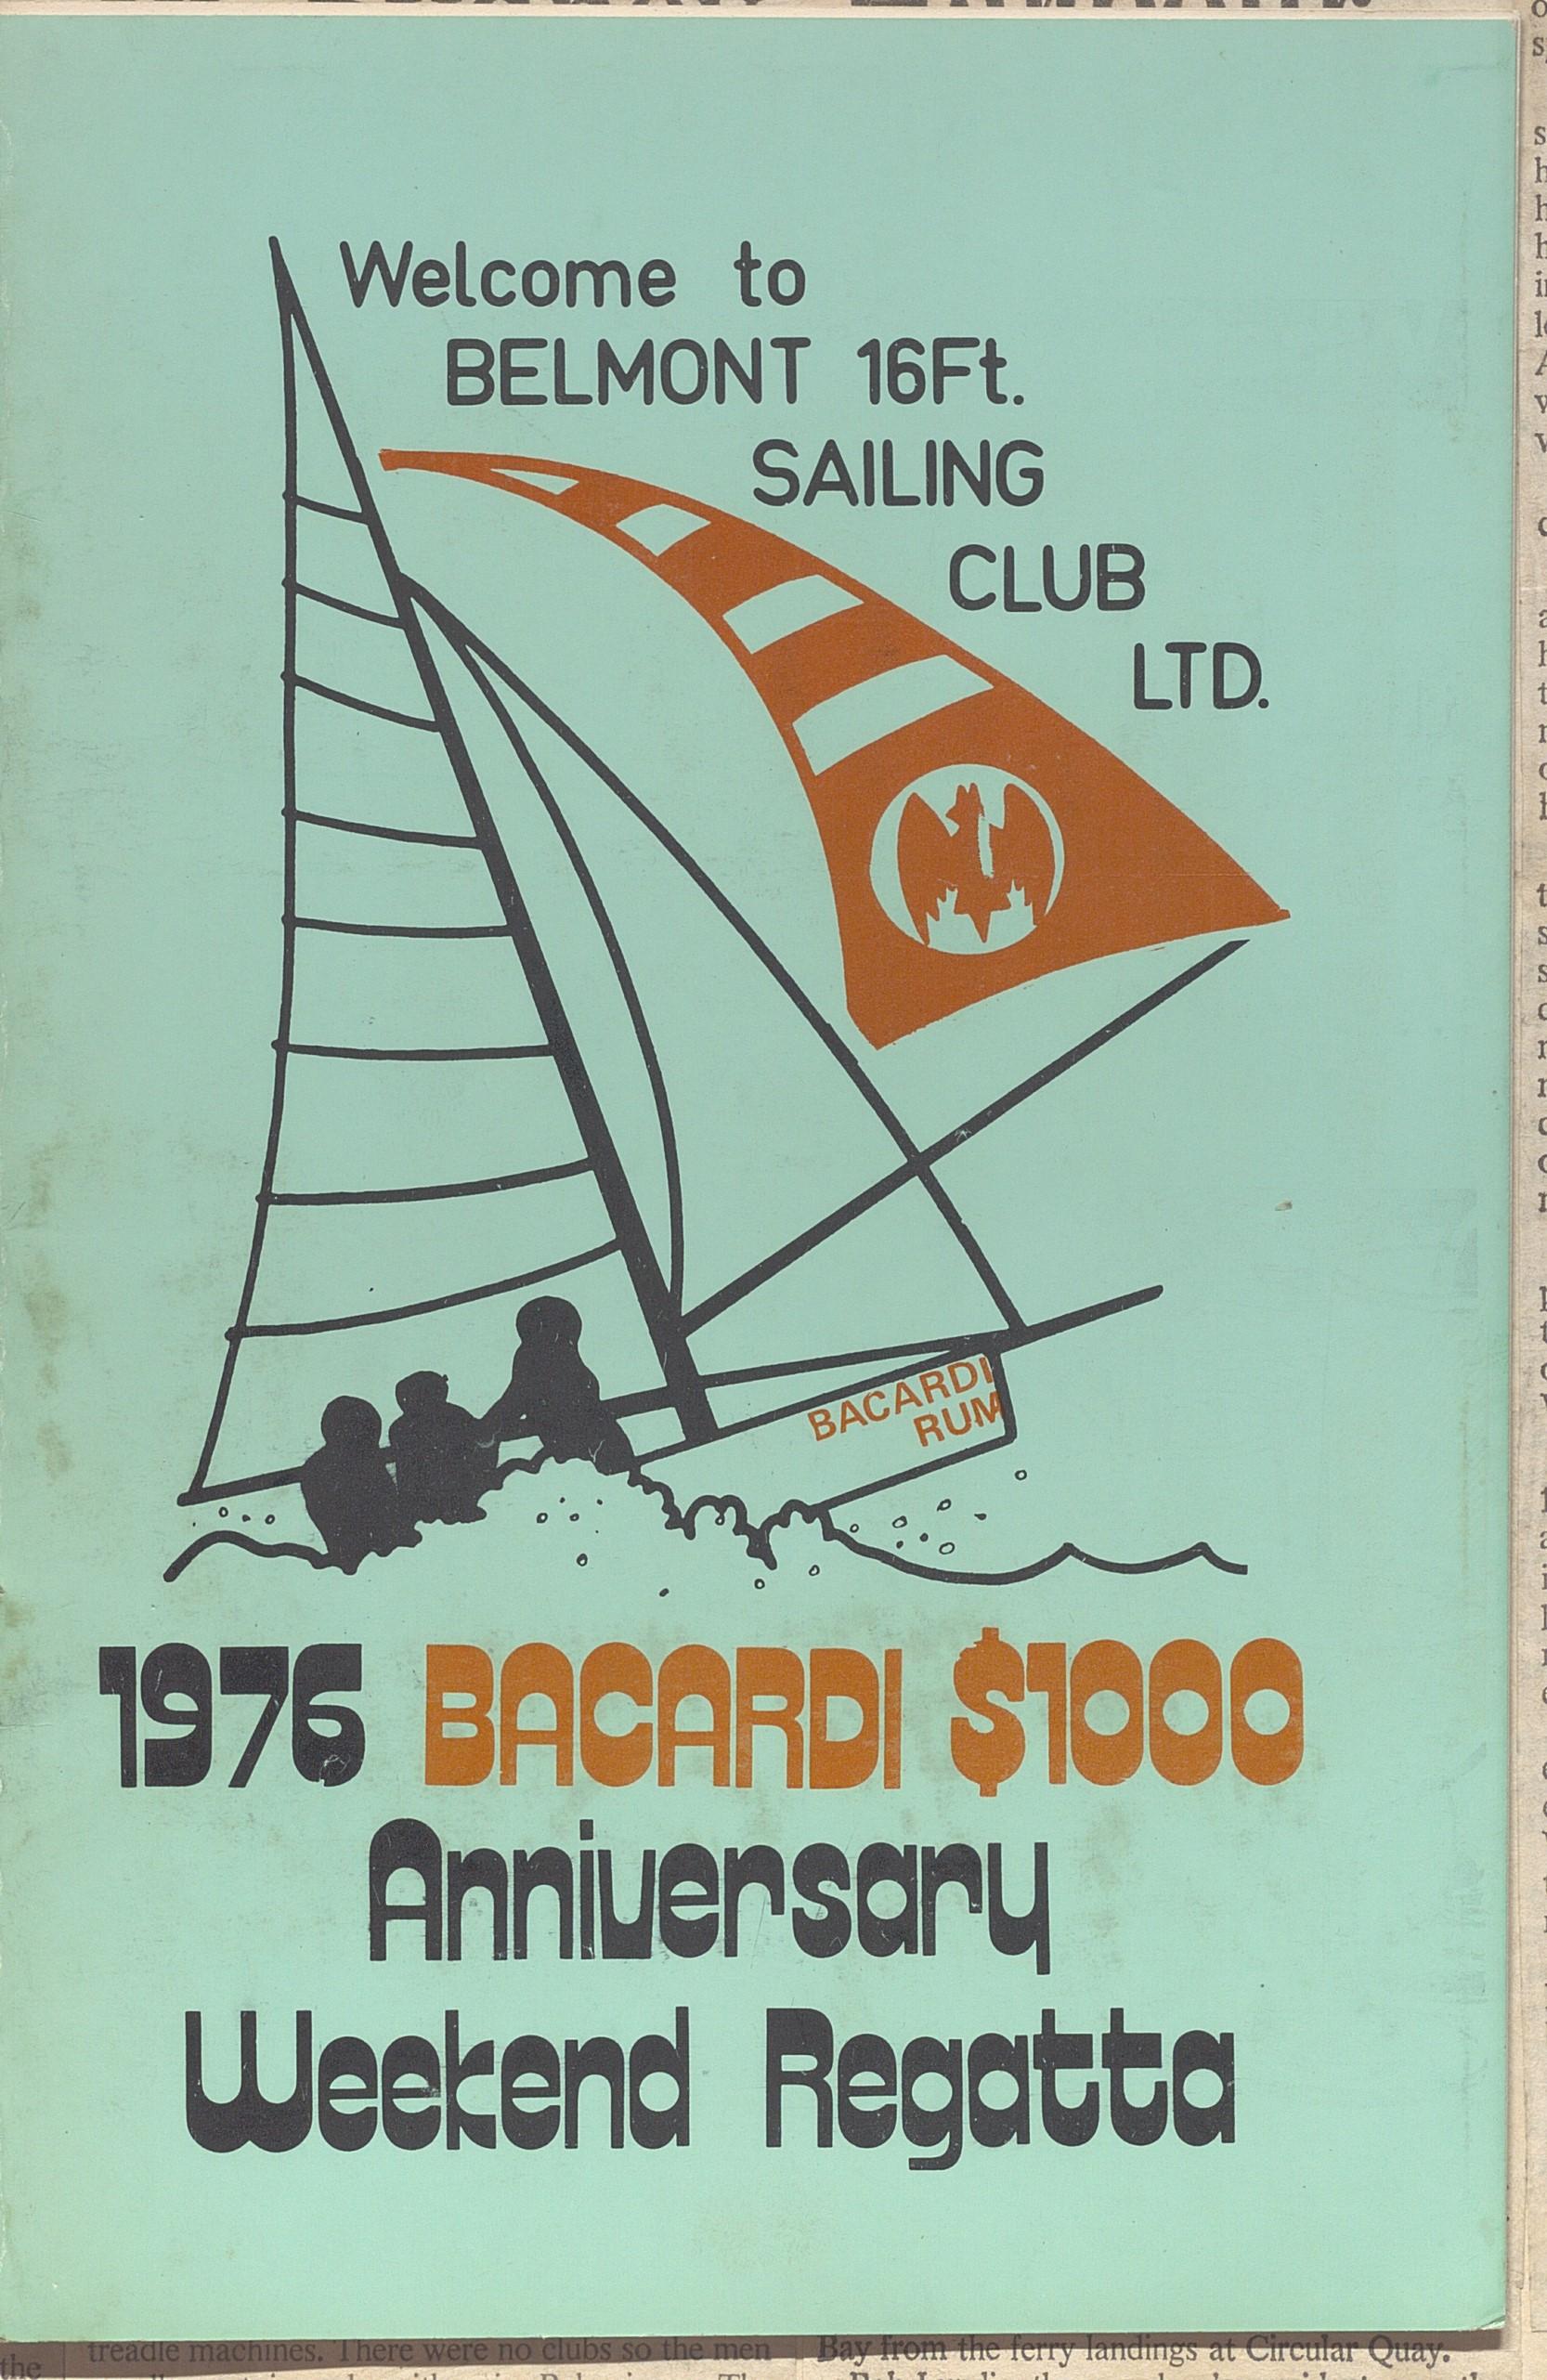 Welcome to
BELMONT 16Ft.
SAILING
CLUB
LTD.
BACARDI
RUM
1976 BACARDI $1000
Anniversary
Weekend Regatta
the treadle machines. There were no clubs so the men
Bay from the ferry landings at Circular Quay.